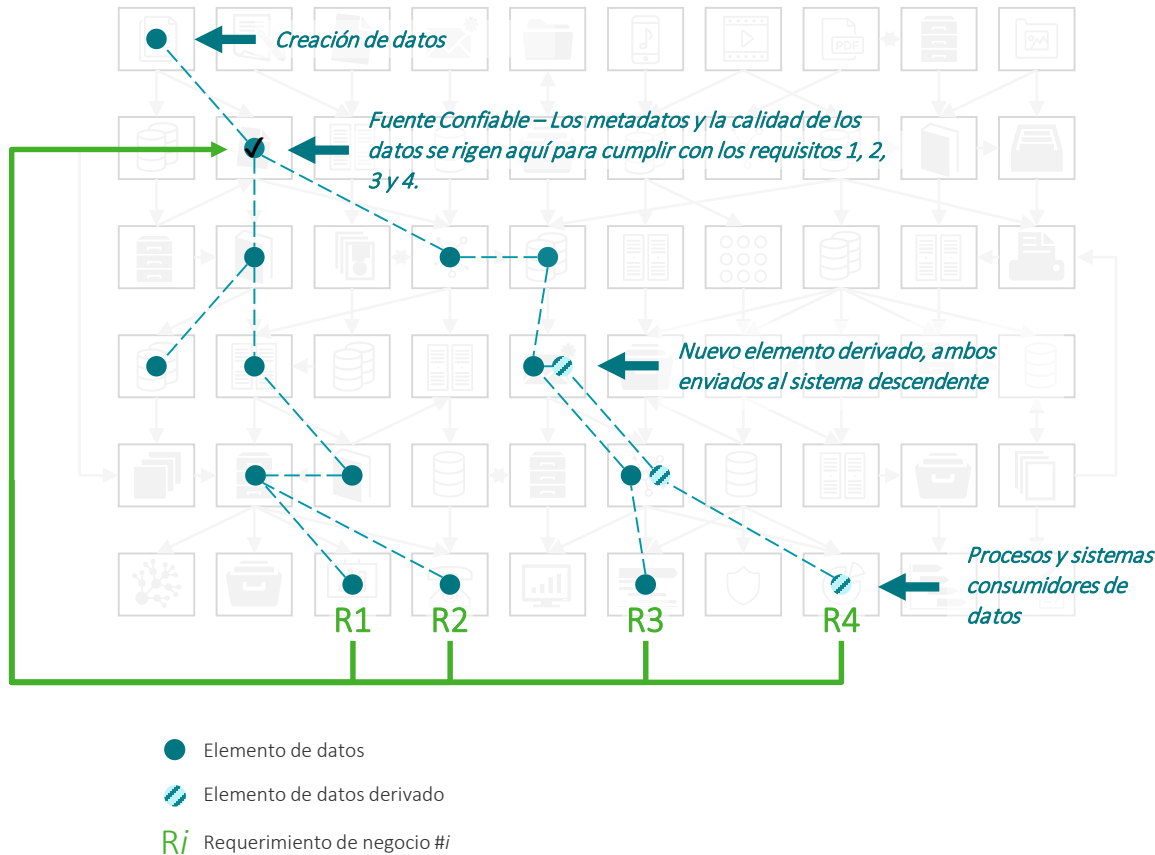 Creación de datos
Fuente Confiable – Los metadatos y la calidad de los
datos se rigen aquí para cumplir con los requisitos 1, 2,
3 y 4.
PDF
Nuevo elemento derivado, ambos
enviados al sistema descendente
Procesos y sistemas
consumidores de
datos
R1 R2 R3 R4
Elemento de datos
Elemento de datos derivado
Ri Requerimiento de negocio #i